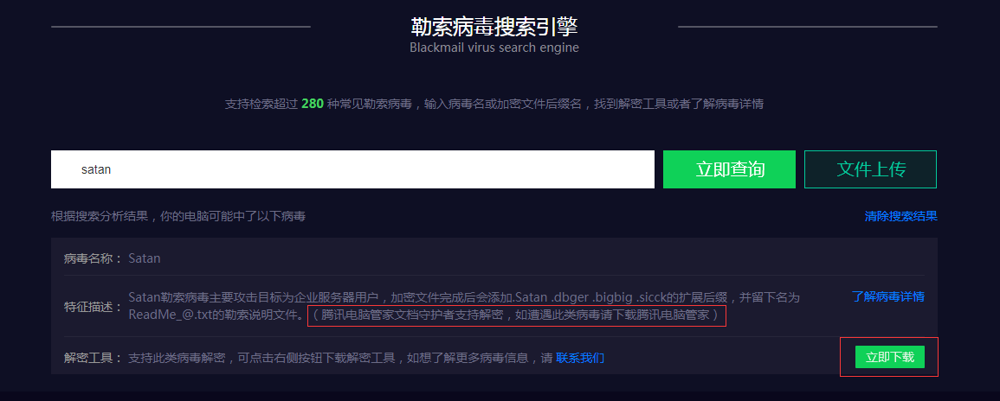 勒索病毒搜索引擎
Blackmail virus search engine
支持检索超过 280 种常见勒索病毒，输入病毒名或加密文件后缀名，找到解密工具或者了解病毒详情
satan
立即查询
文件上传
根据搜索分析结果，你的电脑可能中了以下病毒
清除搜索结果
病毒名称： Satan
特征描述： Satan勒索病毒主要攻击目标为企业服务器用户，加密文件完成后会添加.Satan .dbger .bigbig .sicck的扩展后缀，并留下名为
ReadMe_@.txt的勒索说明文件。（腾讯电脑管家文档守护者支持解密，如遭遇此类病毒请下载腾讯电脑管家）
了解病毒详情
解密工具： 支持此类病毒解密，可点击右侧按钮下载解密工具，如想了解更多病毒信息，请 联系我们
立即下载